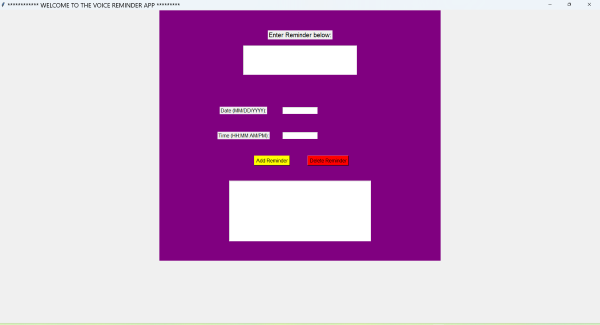 ************ WELCOME TO THE VOICE REMINDER APP *********
Enter Reminder below:
Date (MM/DD/YYYY):
Time (HH:MM AM/PM):
Add Reminder
Delete Reminder